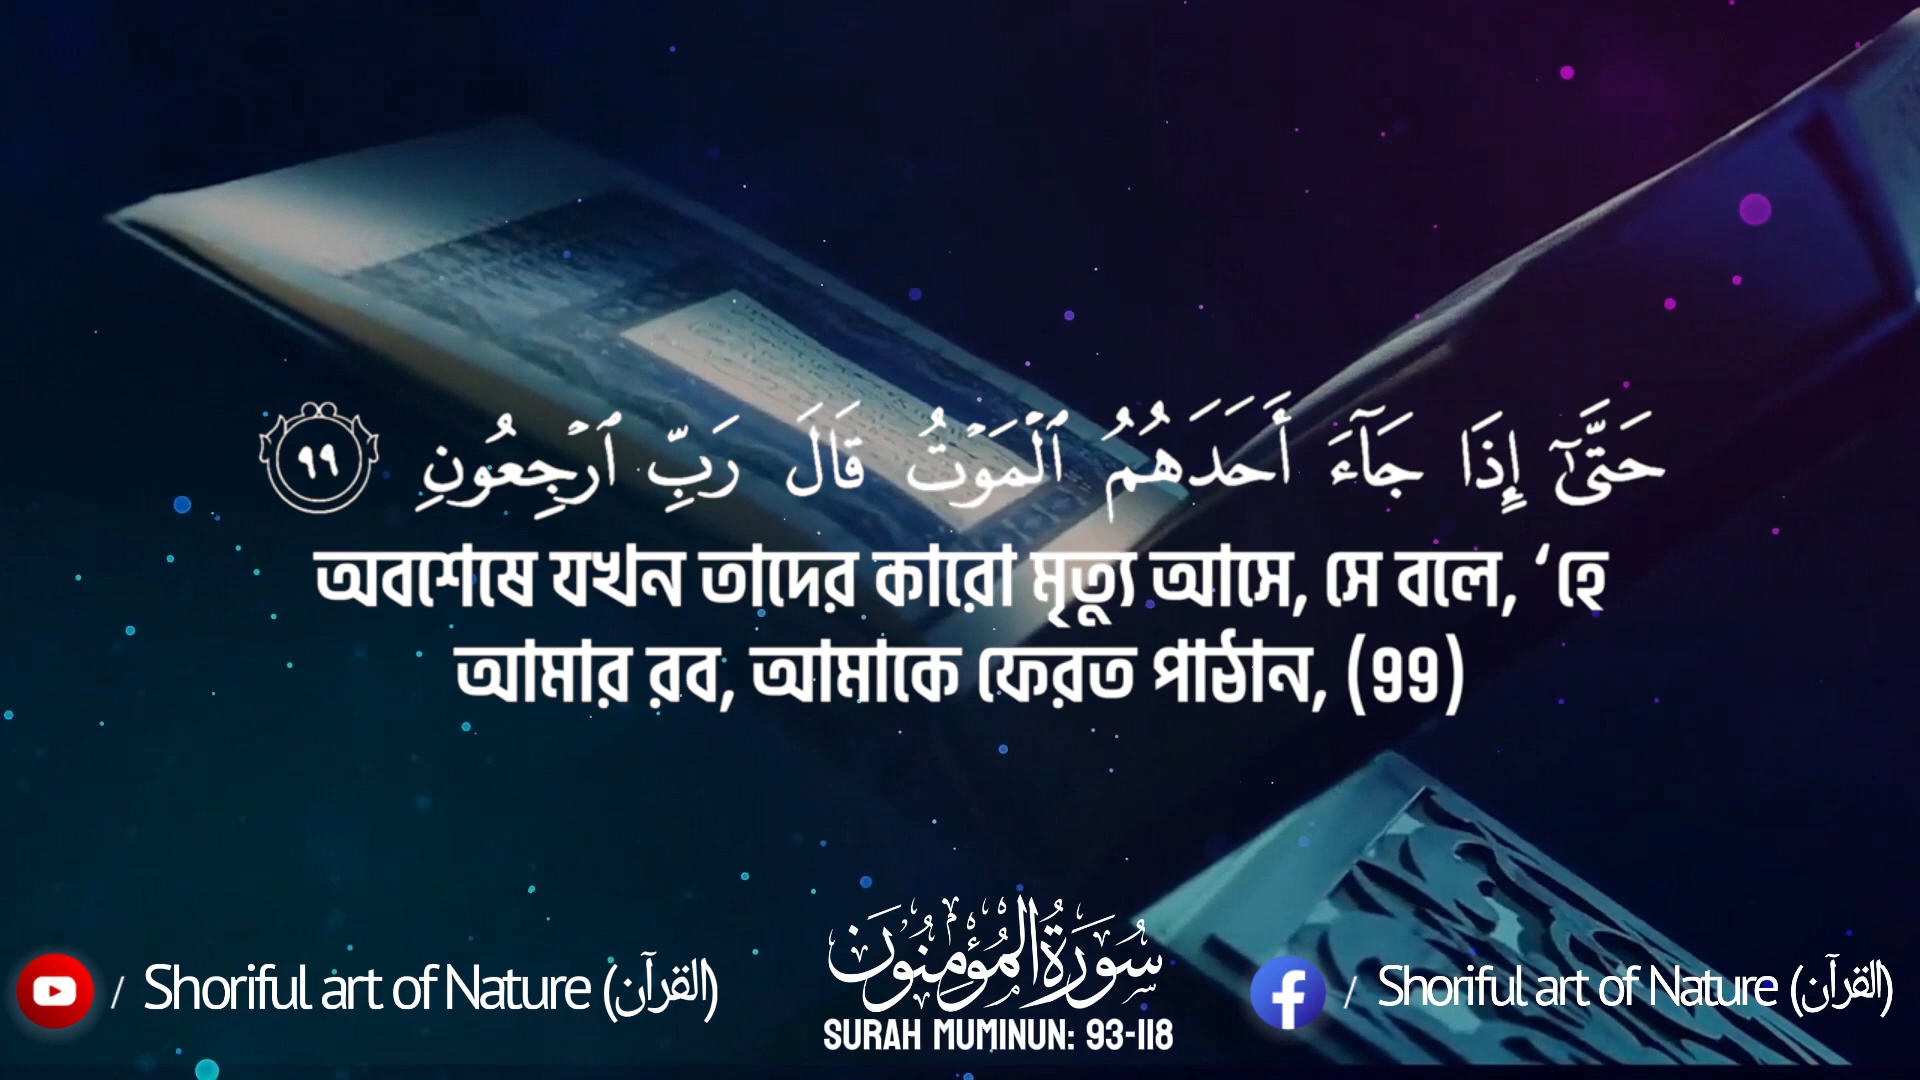 حَتَّىٰٓ إِذَا جَآءَ أَحَدَهُمُ ٱلْمَوْتُ قَالَ رَبِّ ٱرْجِعُونِ ٩٩
অবশেষে যখন তাদের কারো মৃত্যু আসে, সে বলে, ‘হে
আমার রব, আমাকে ফেরত পাঠান, (99)
سُورَةُ الْمُؤْمِنُونَ
/ Shoriful art of Nature (القرآن)
SURAH MUMINUN: 93-118
/ Shoriful art of Nature (القرآن)